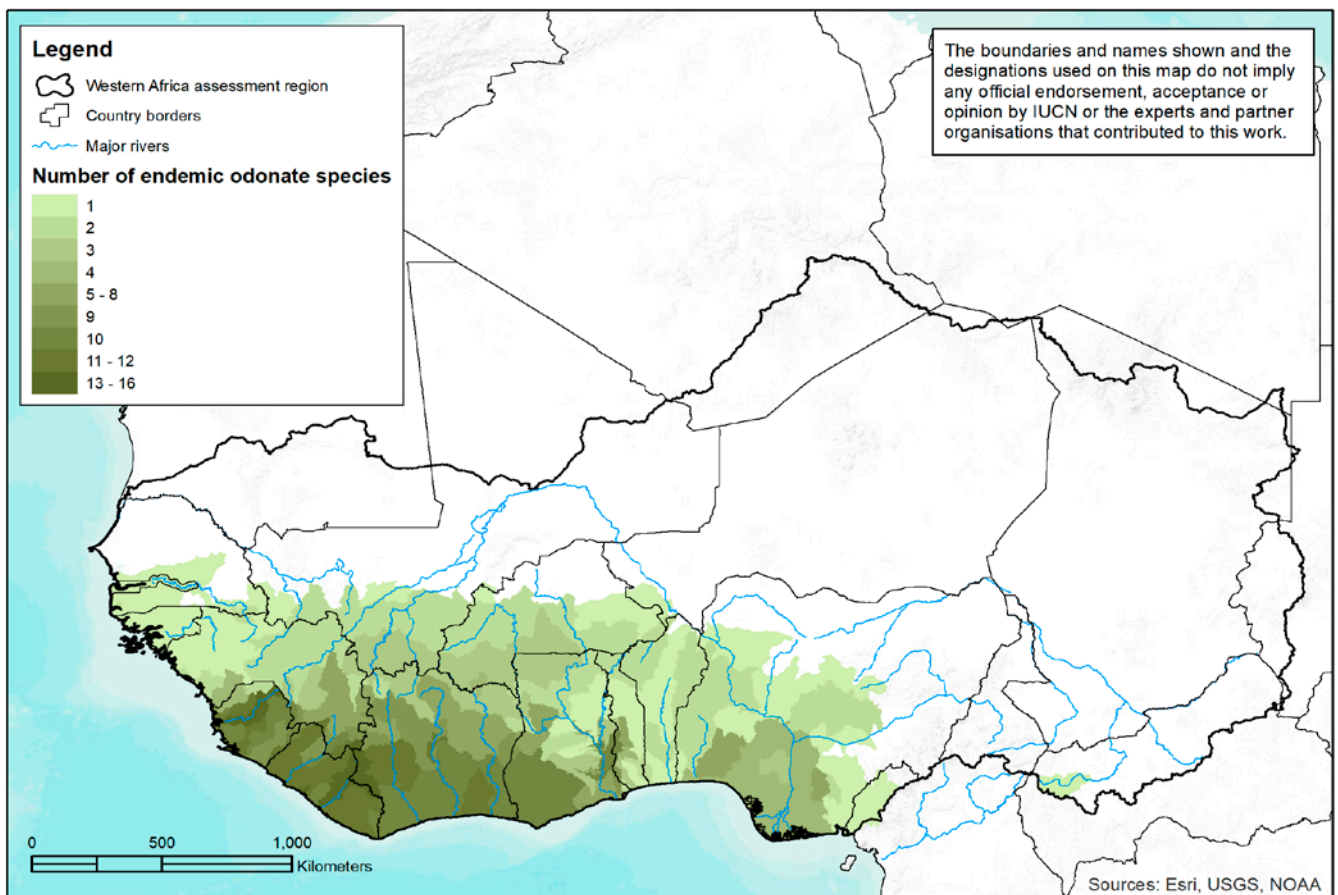 Legend
Western Africa assessment region
Country borders
Major rivers
Number of endemic odonate species
1
2
3
4
5 - 8
9
10
11 - 12
13 - 16
The boundaries and names shown and the
designations used on this map do not imply
any official endorsement, acceptance or
opinion by IUCN or the experts and partner
organisations that contributed to this work.
0 500 1,000
Kilometers
Sources: Esri, USGS, NOAA